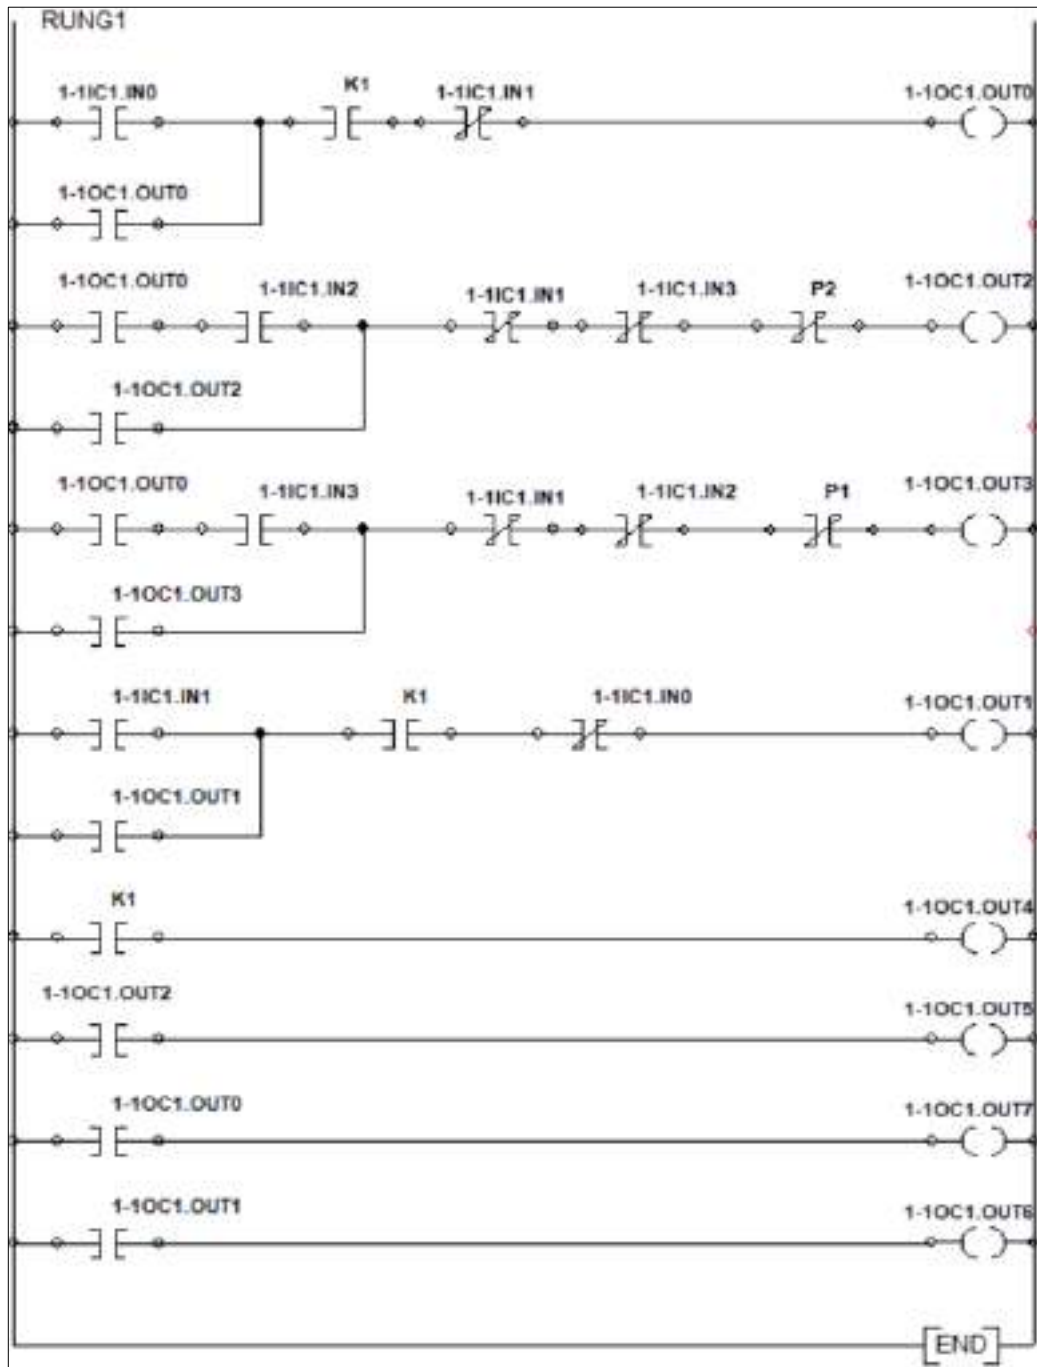 RUNG1
1-1IC1.IN0 K1 1-1IC1.IN1 1-1OC1.OUT0
1-1OC1.OUT0
1-1OC1.OUT0 1-1IC1.IN2 1-1IC1.IN1 1-1IC1.IN3 P2 1-1OC1.OUT2
1-1OC1.OUT2
1-1OC1.OUT0 1-1IC1.IN3 1-1IC1.IN1 1-1IC1.IN2 P1 1-1OC1.OUT3
1-1OC1.OUT3
1-1IC1.IN1 K1 1-1IC1.IN0 1-1OC1.OUT1
1-1OC1.OUT1
K1 1-1OC1.OUT4
1-1OC1.OUT2 1-1OC1.OUT5
1-1OC1.OUT0 1-1OC1.OUT7
1-1OC1.OUT1 1-1OC1.OUT6
END